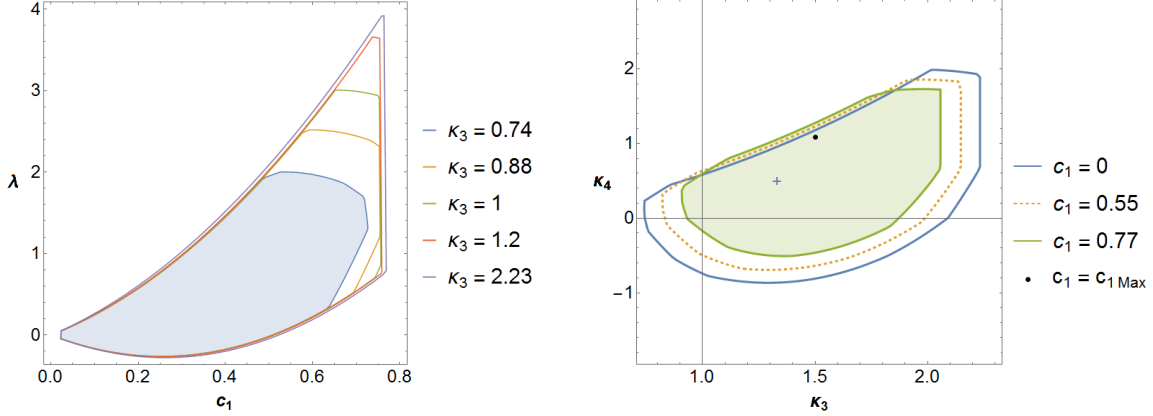 4
3
2
1
0
λ
0.0 0.2 0.4 0.6 0.8
c₁
κ₃ = 0.74
κ₃ = 0.88
κ₃ = 1
κ₃ = 1.2
κ₃ = 2.23
2
1
0
-1
κ₄
1.0 1.5 2.0
κ₃
c₁ = 0
c₁ = 0.55
c₁ = 0.77
c₁ = c₁ Max